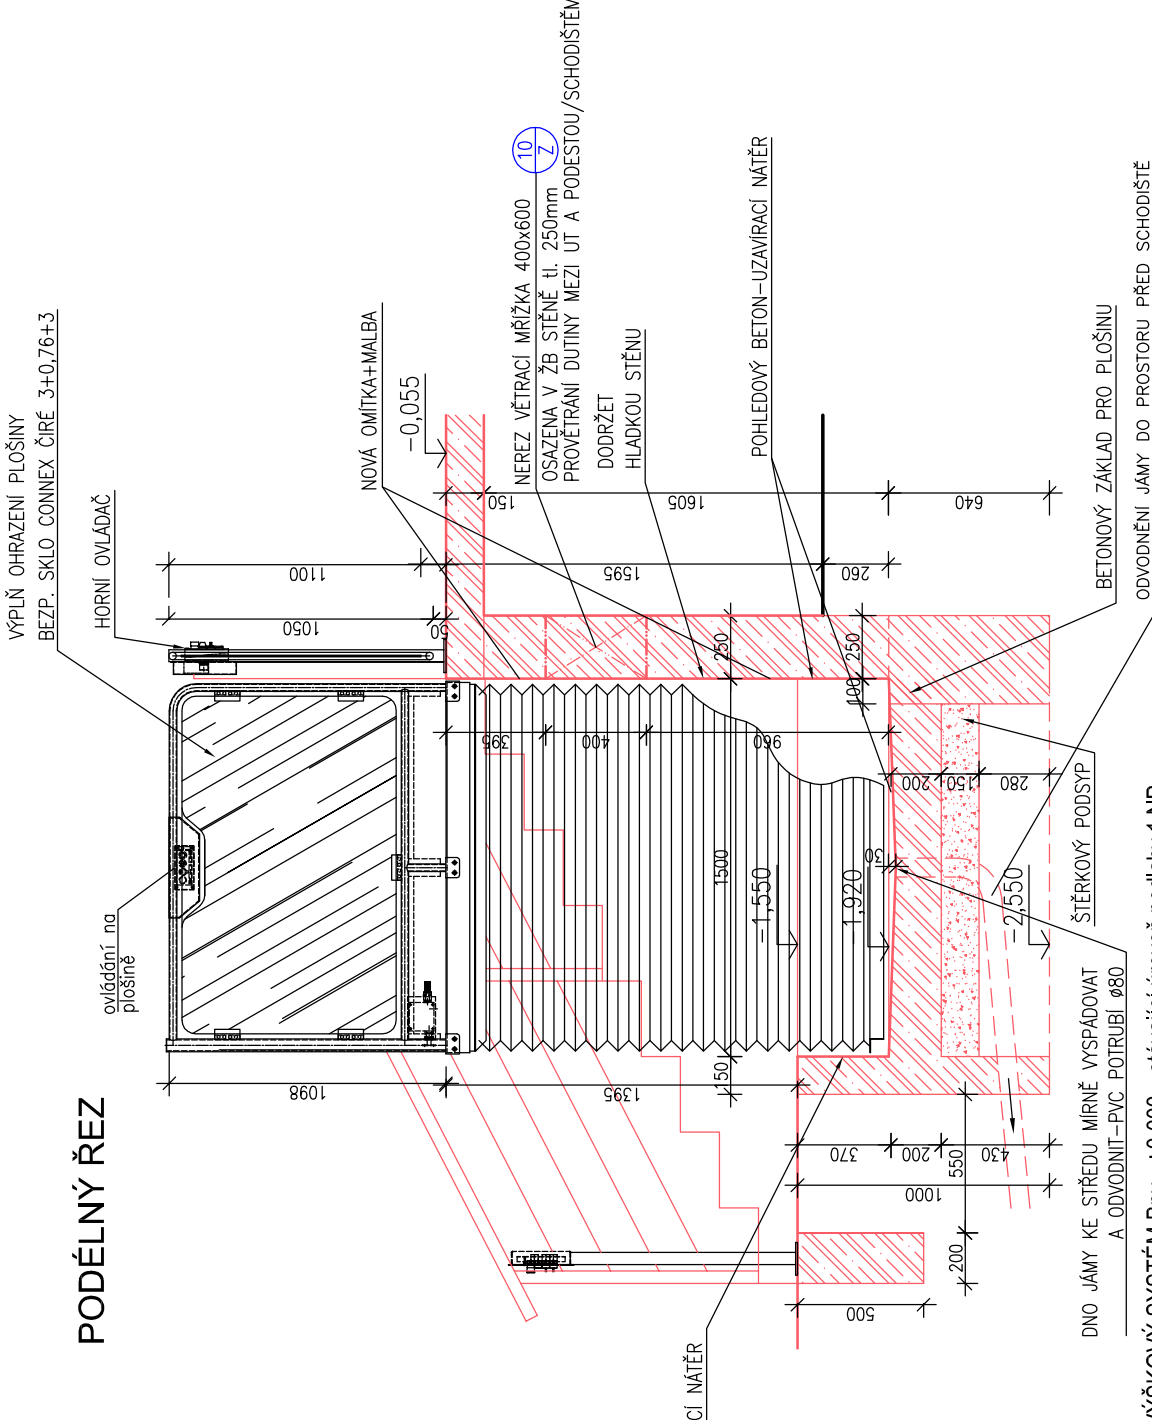 PODÉLNÝ ŘEZ
VÝPLŇ OHRAZENÍ PLOŠINY
BEZP. SKLO CONNEX ČIRÉ 3+0,76+3
HORNÍ OVLÁDAČ
ovládání na
plošině
NOVÁ OMÍTKA+MALBA
-0,055
10
Z
NEREZ VĚTRACÍ MŘÍŽKA 400x600
OSAZENA V ŽB STĚNĚ tl. 250mm
PROVĚTRÁNÍ DUTINY MEZI UT A PODESTOU/SCHODIŠTĚM
DODRŽET
HLADKOU STĚNU
POHLEDOVÝ BETON-UZAVÍRACÍ NÁTĚR
BETONOVÝ ZÁKLAD PRO PLOŠINU
ODVODNĚNÍ JÁMY DO PROSTORU PŘED SCHODIŠTĚ
ŠTĚRKOVÝ PODSYP
DNO JÁMY KE STŘEDU MÍRNĚ VYSPÁDOVAT
A ODVODNIT-PVC POTRUBÍ ø80
CÍ NÁTĚR
1098
1395
1050
50
1100
1595
260
150
1605
640
395
400
960
250
250
100
200
150
280
30
1500
150
-1,550
-1,920
-2,550
370
200
430
1000
550
200
500